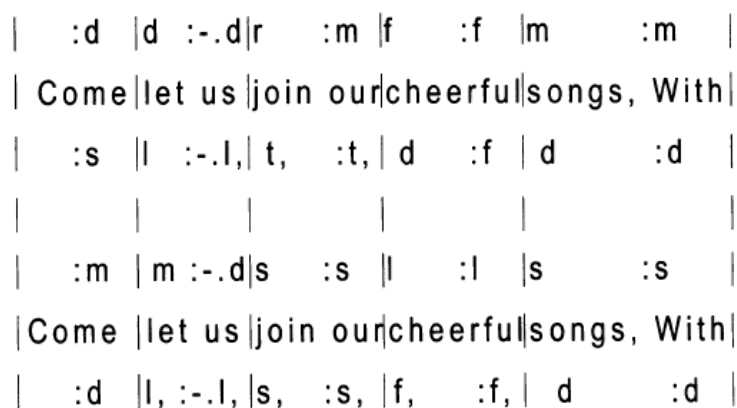 | :d |d :-.d|r :m |f :f |m :m |
| Come|let us|join our|cheerful|songs, With|
| :s |l :-.l,| t, :t,| d :f | d :d |
| | | | | |
| :m | m :-.d|s :s |l :l |s :s |
|Come |let us|join our|cheerful|songs, With|
| :d |l, :-.l, |s, :s, |f, :f, | d :d |